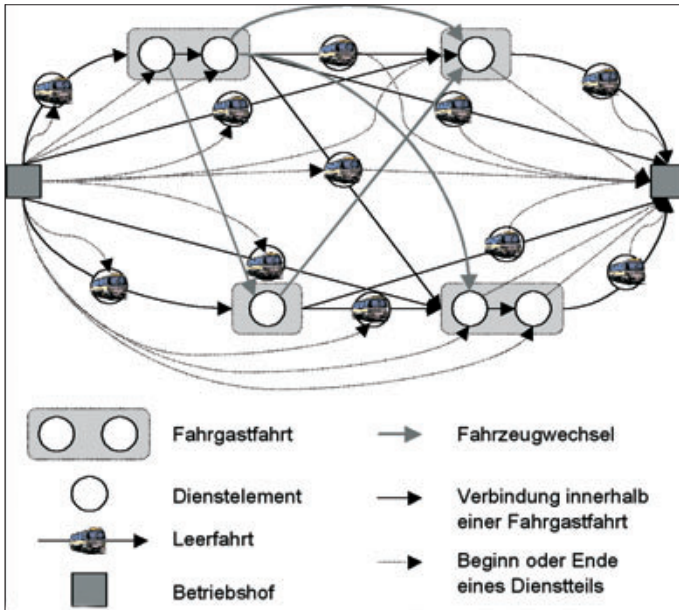 Fahrgastfahrt
Dienstelement
Leerfahrt
Betriebshof
Fahrzeugwechsel
Verbindung innerhalb
einer Fahrgastfahrt
Beginn oder Ende
eines Dienstteils